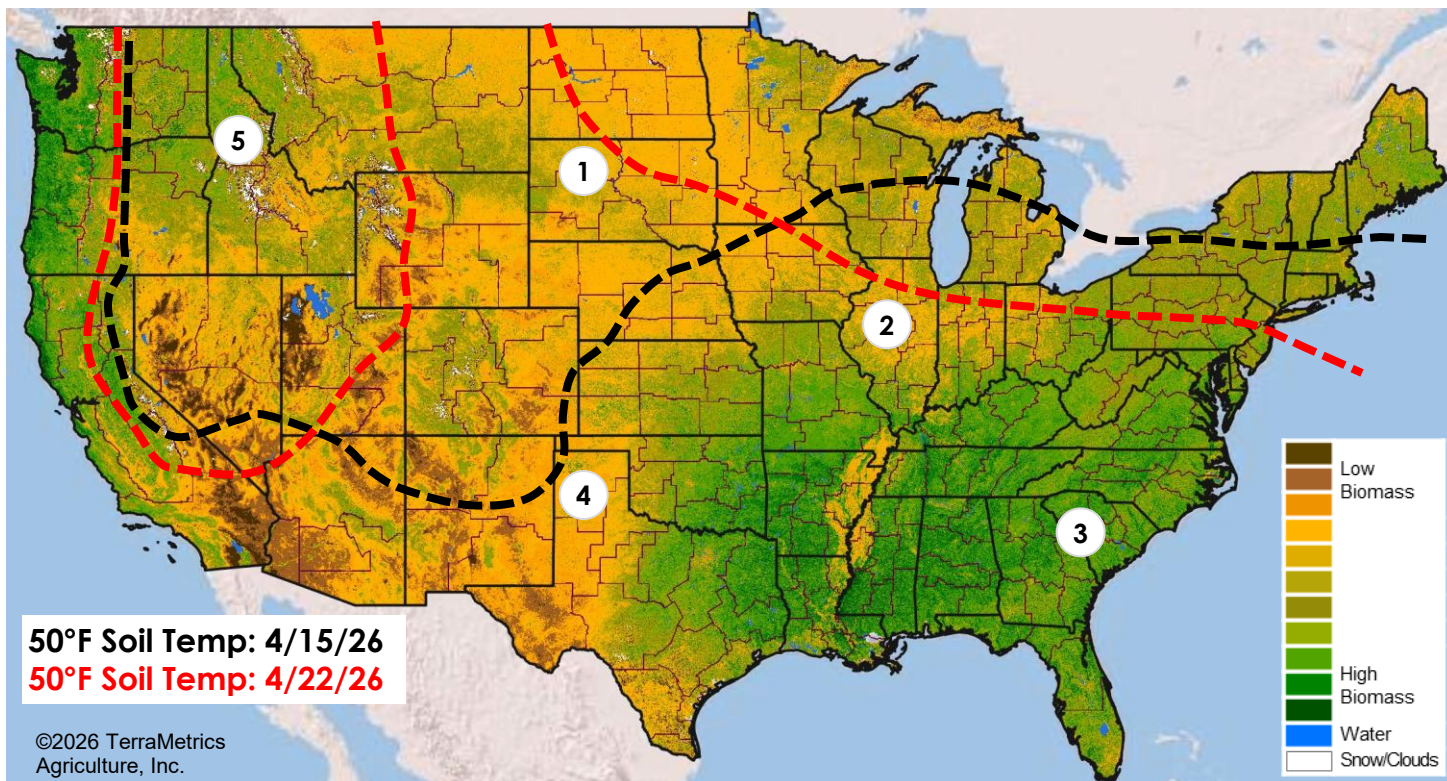 5
1
2
4
3
Low
Biomass
High
Biomass
Water
Snow/Clouds
50°F Soil Temp: 4/15/26
50°F Soil Temp: 4/22/26
©2026 TerraMetrics
Agriculture, Inc.